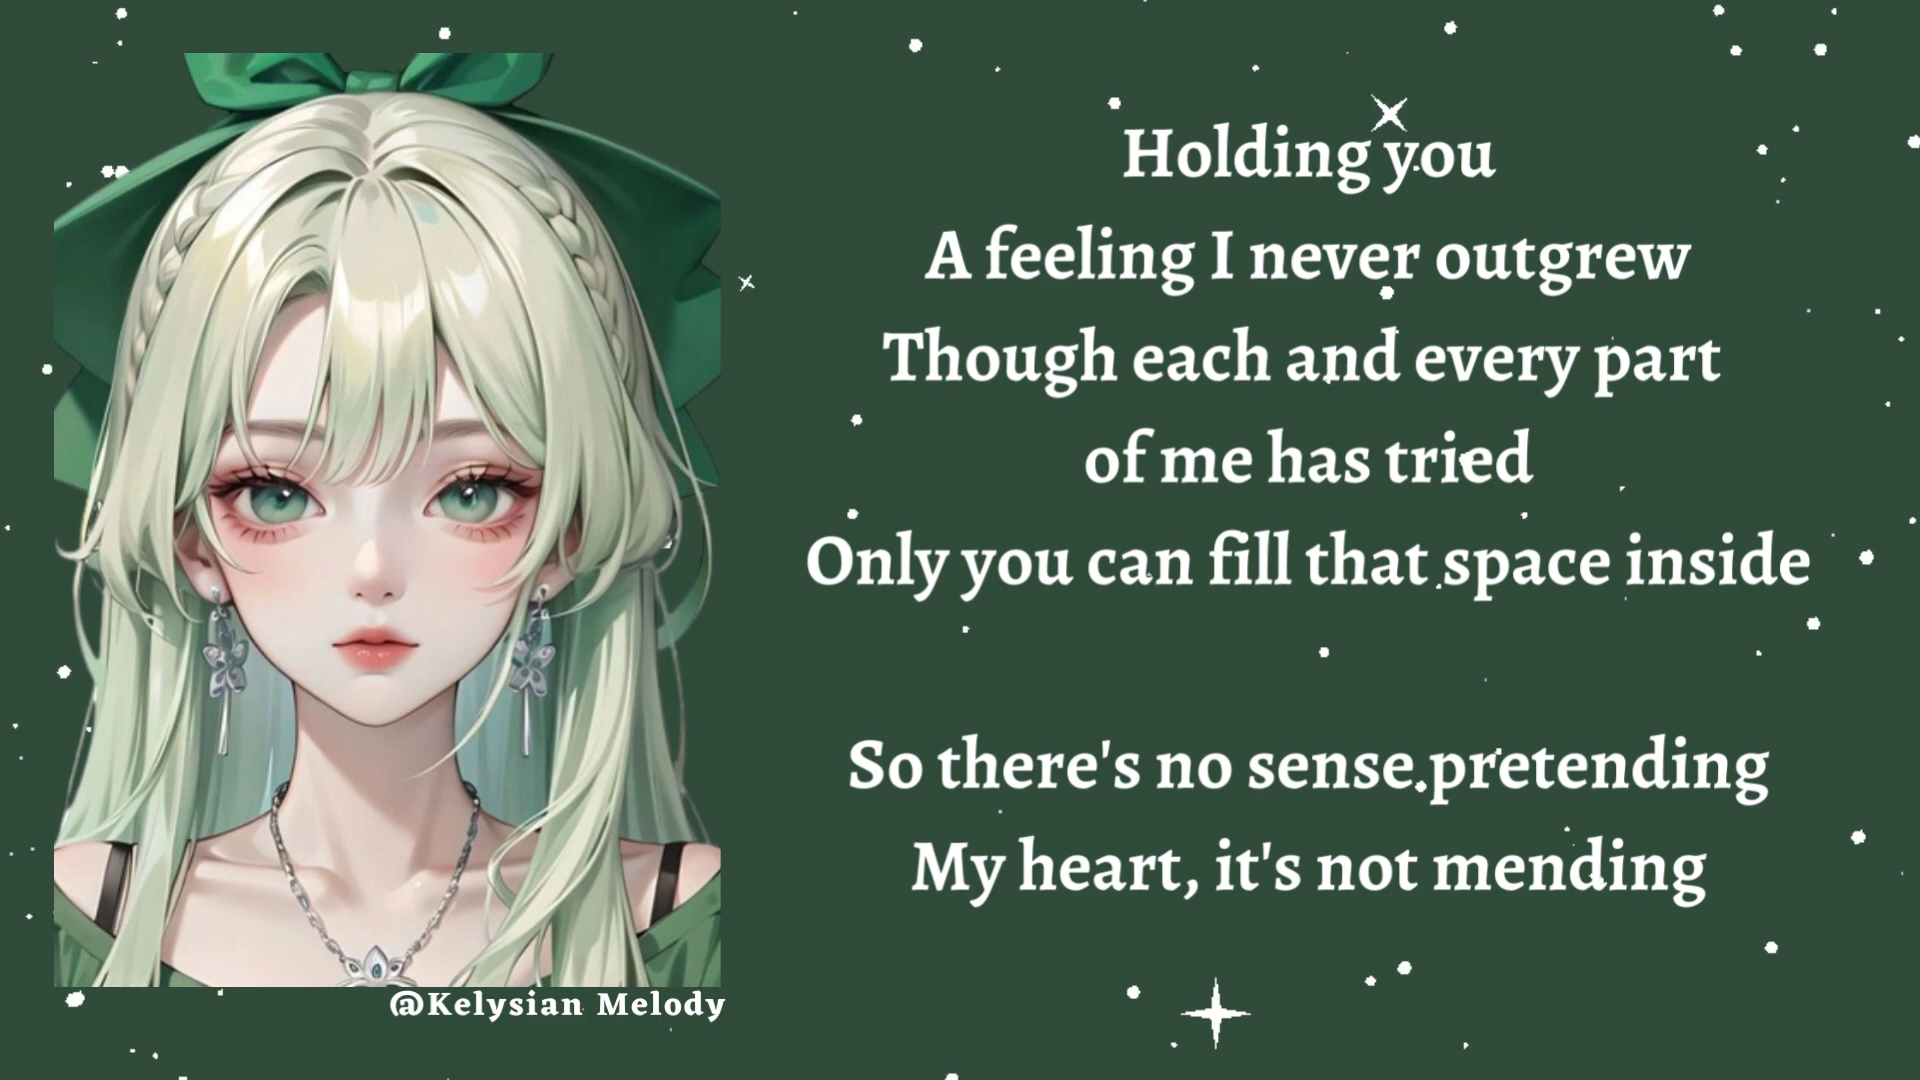 Holding you
A feeling I never outgrew
Though each and every part
of me has tried
Only you can fill that space inside
So there's no sense pretending
My heart, it's not mending
@Kelysian Melody